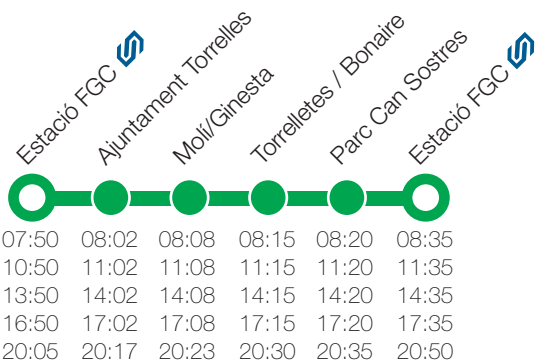 Estació FGC
Ajuntament Torrelles
Molí/Ginesta
Torrelletes / Bonaire
Parc Can Sostres
Estació FGC
07:50 08:02 08:08 08:15 08:20 08:35
10:50 11:02 11:08 11:15 11:20 11:35
13:50 14:02 14:08 14:15 14:20 14:35
16:50 17:02 17:08 17:15 17:20 17:35
20:05 20:17 20:23 20:30 20:35 20:50